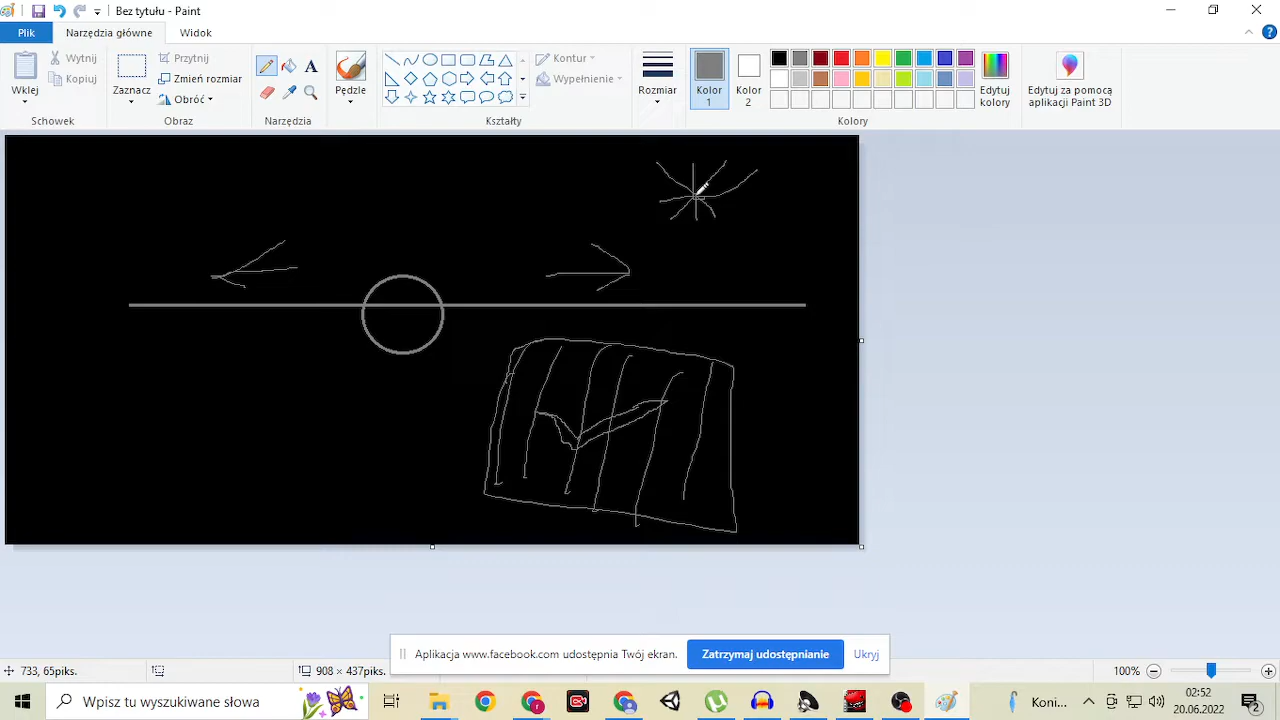 Bez tytułu - Paint
Plik Narzędzia główne Widok
Wklej Wytnij Kopiuj Zaznacz Przytnij Zmień rozmiar Obróć Pędzle Kontur Wypełnienie Rozmiar Kolor 1 Kolor 2 Edytuj kolory Edytuj za pomocą aplikacji Paint 3D
Schowek Obraz Narzędzia Kształty Kolory
Aplikacja www.facebook.com udostępnia Twój ekran. Zatrzymaj udostępnianie Ukryj
733, 65piks. 908 × 437piks. 100%
Wpisz tu wyszukiwane słowa Koni... 02:52
20.06.2022 2